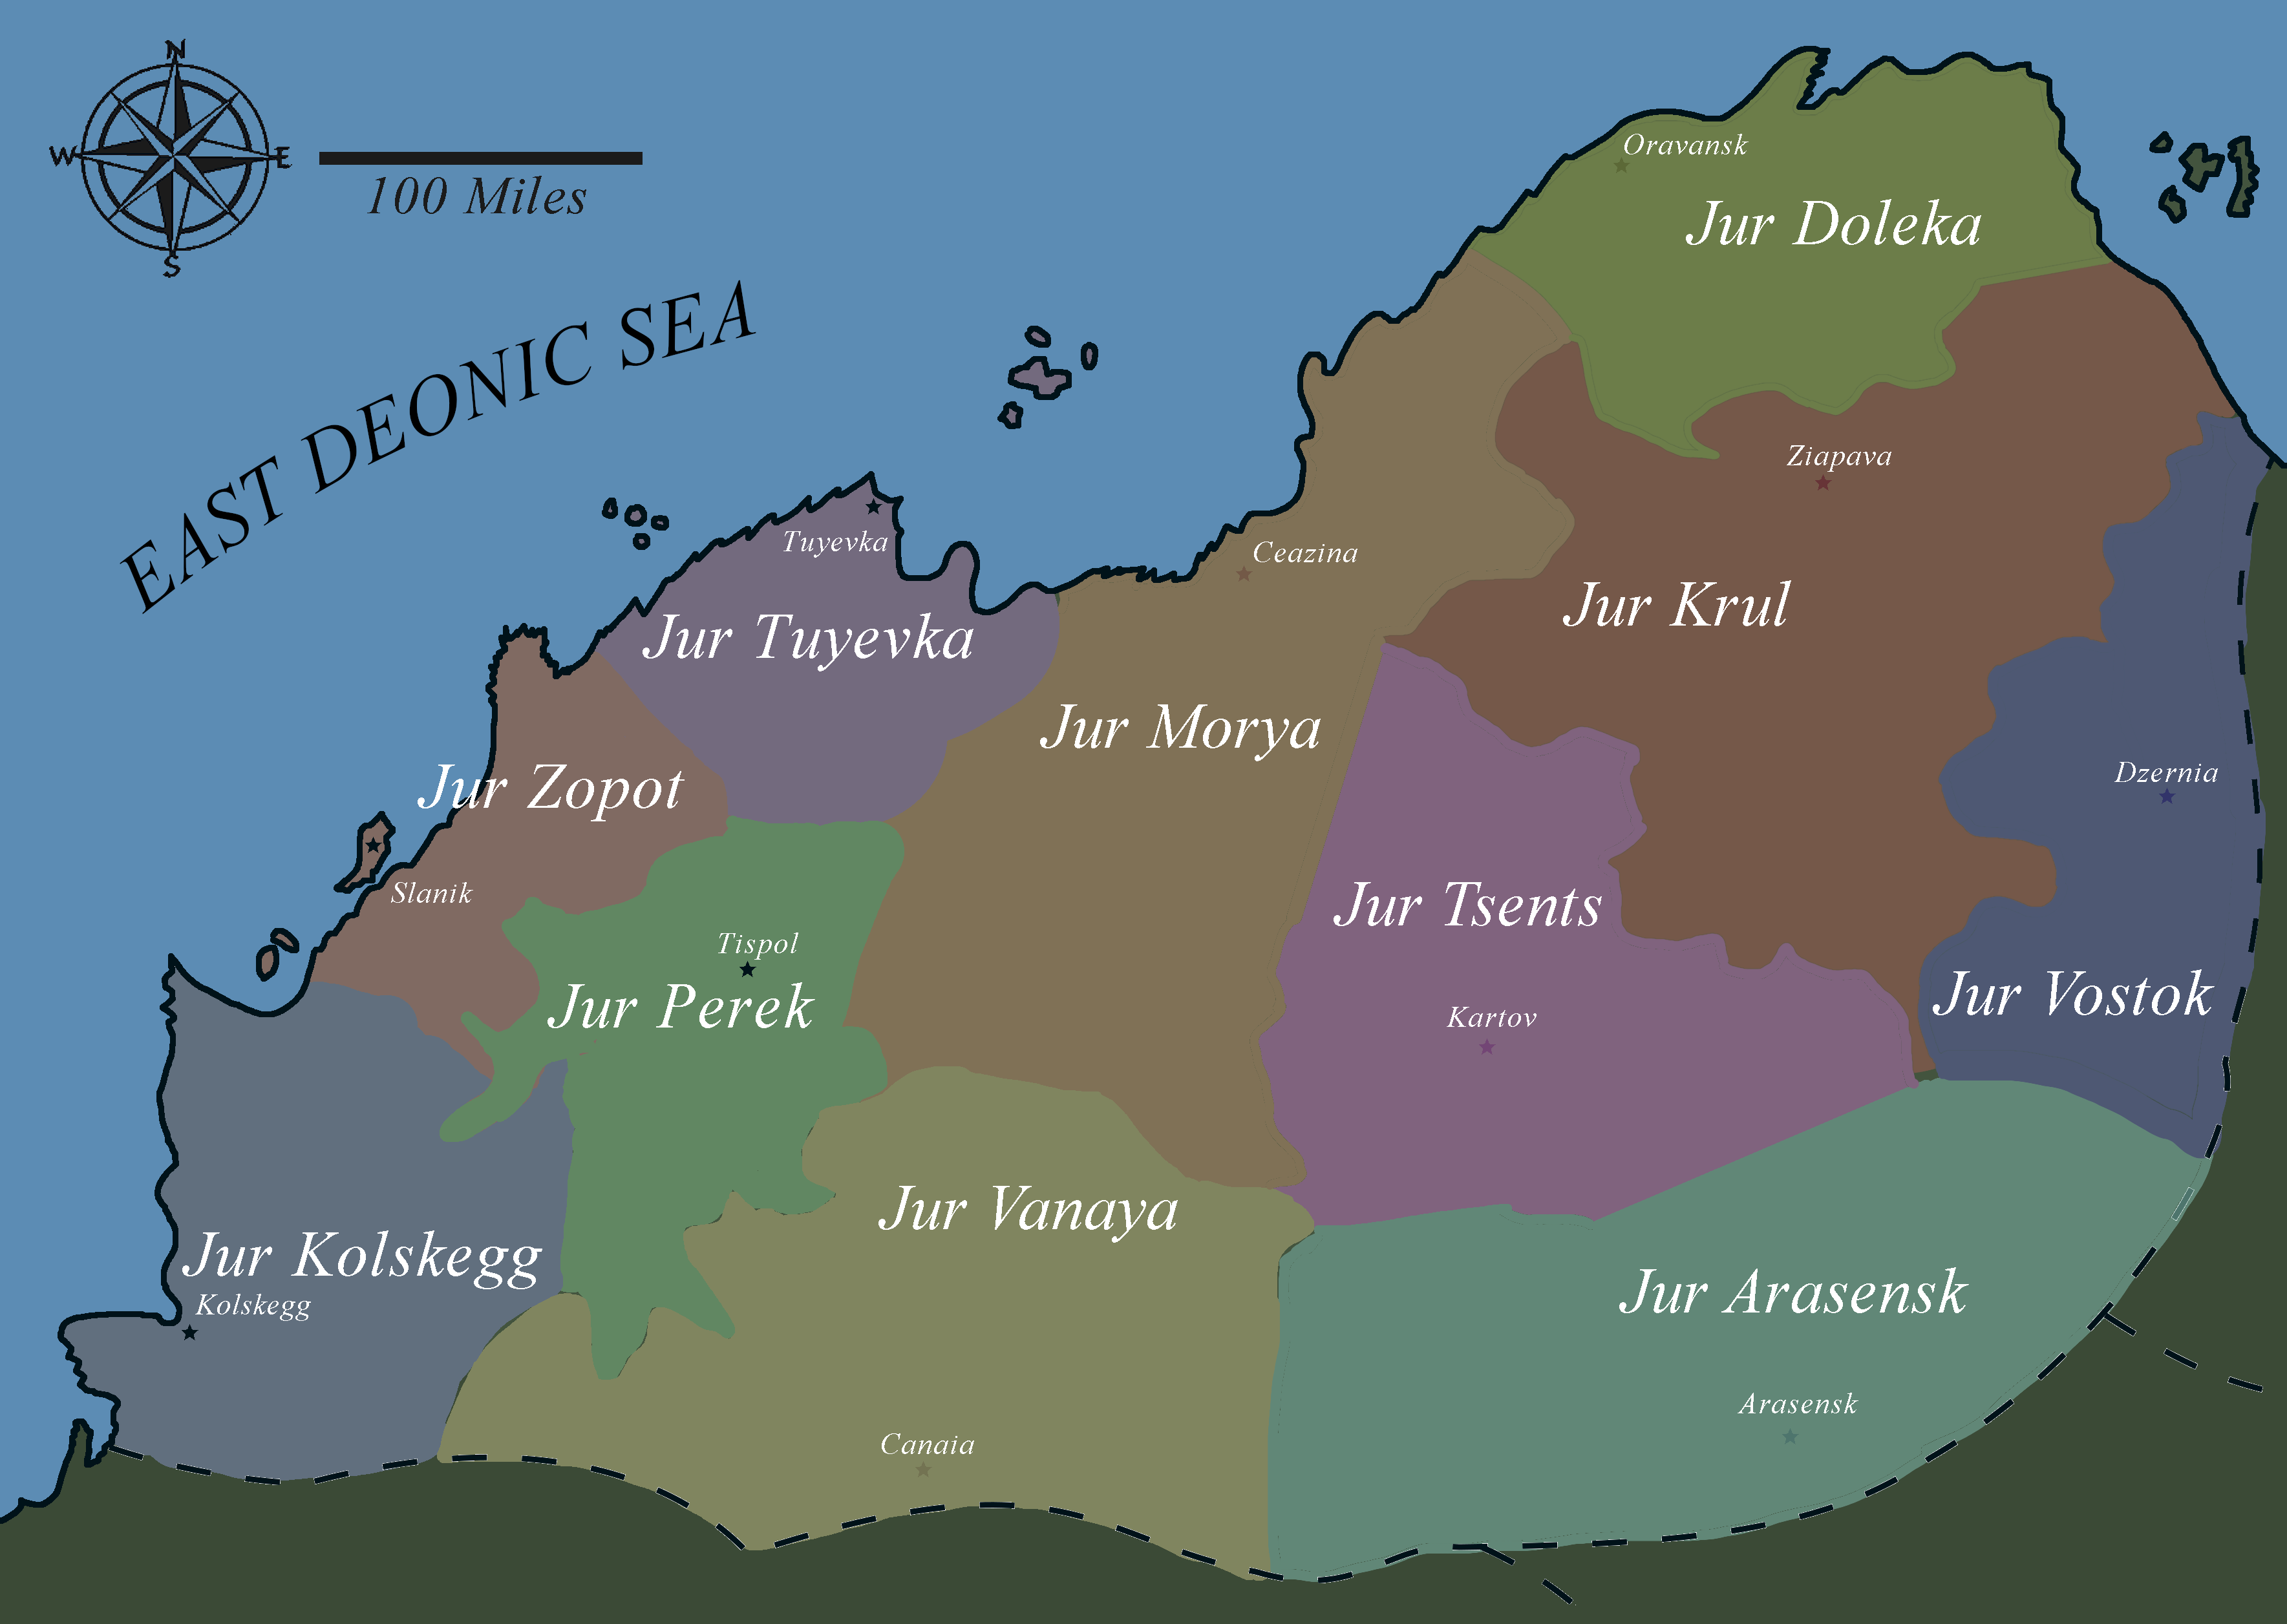 N
W
E
S
100 Miles
EAST DEONIC SEA
Oravansk
Jur Doleka
Ziapava
Tuyevka
Ceazina
Jur Krul
Jur Tuyevka
Jur Morya
Dzernia
Jur Zopot
Slanik
Jur Tsents
Tispol
Jur Perek
Kartov
Jur Vostok
Jur Vanaya
Jur Kolskegg
Kolskegg
Jur Arasensk
Arasensk
Canaia